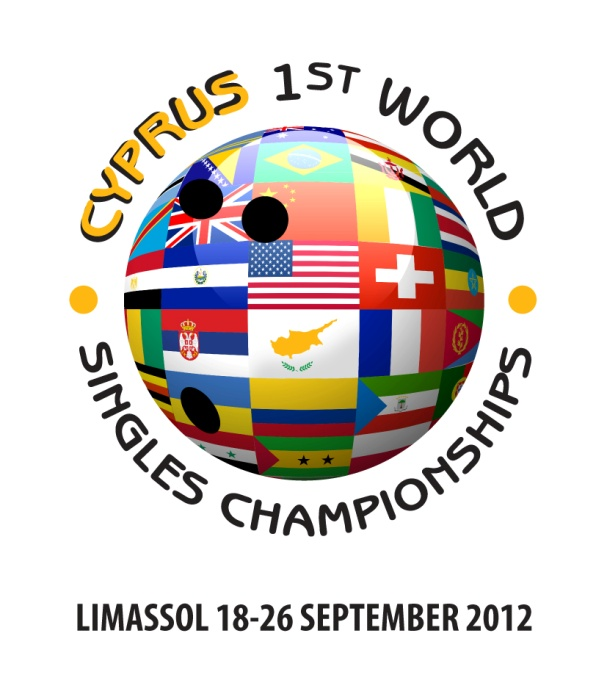 CYPRUS 1ST WORLD
SINGLES CHAMPIONSHIPS
LIMASSOL 18-26 SEPTEMBER 2012